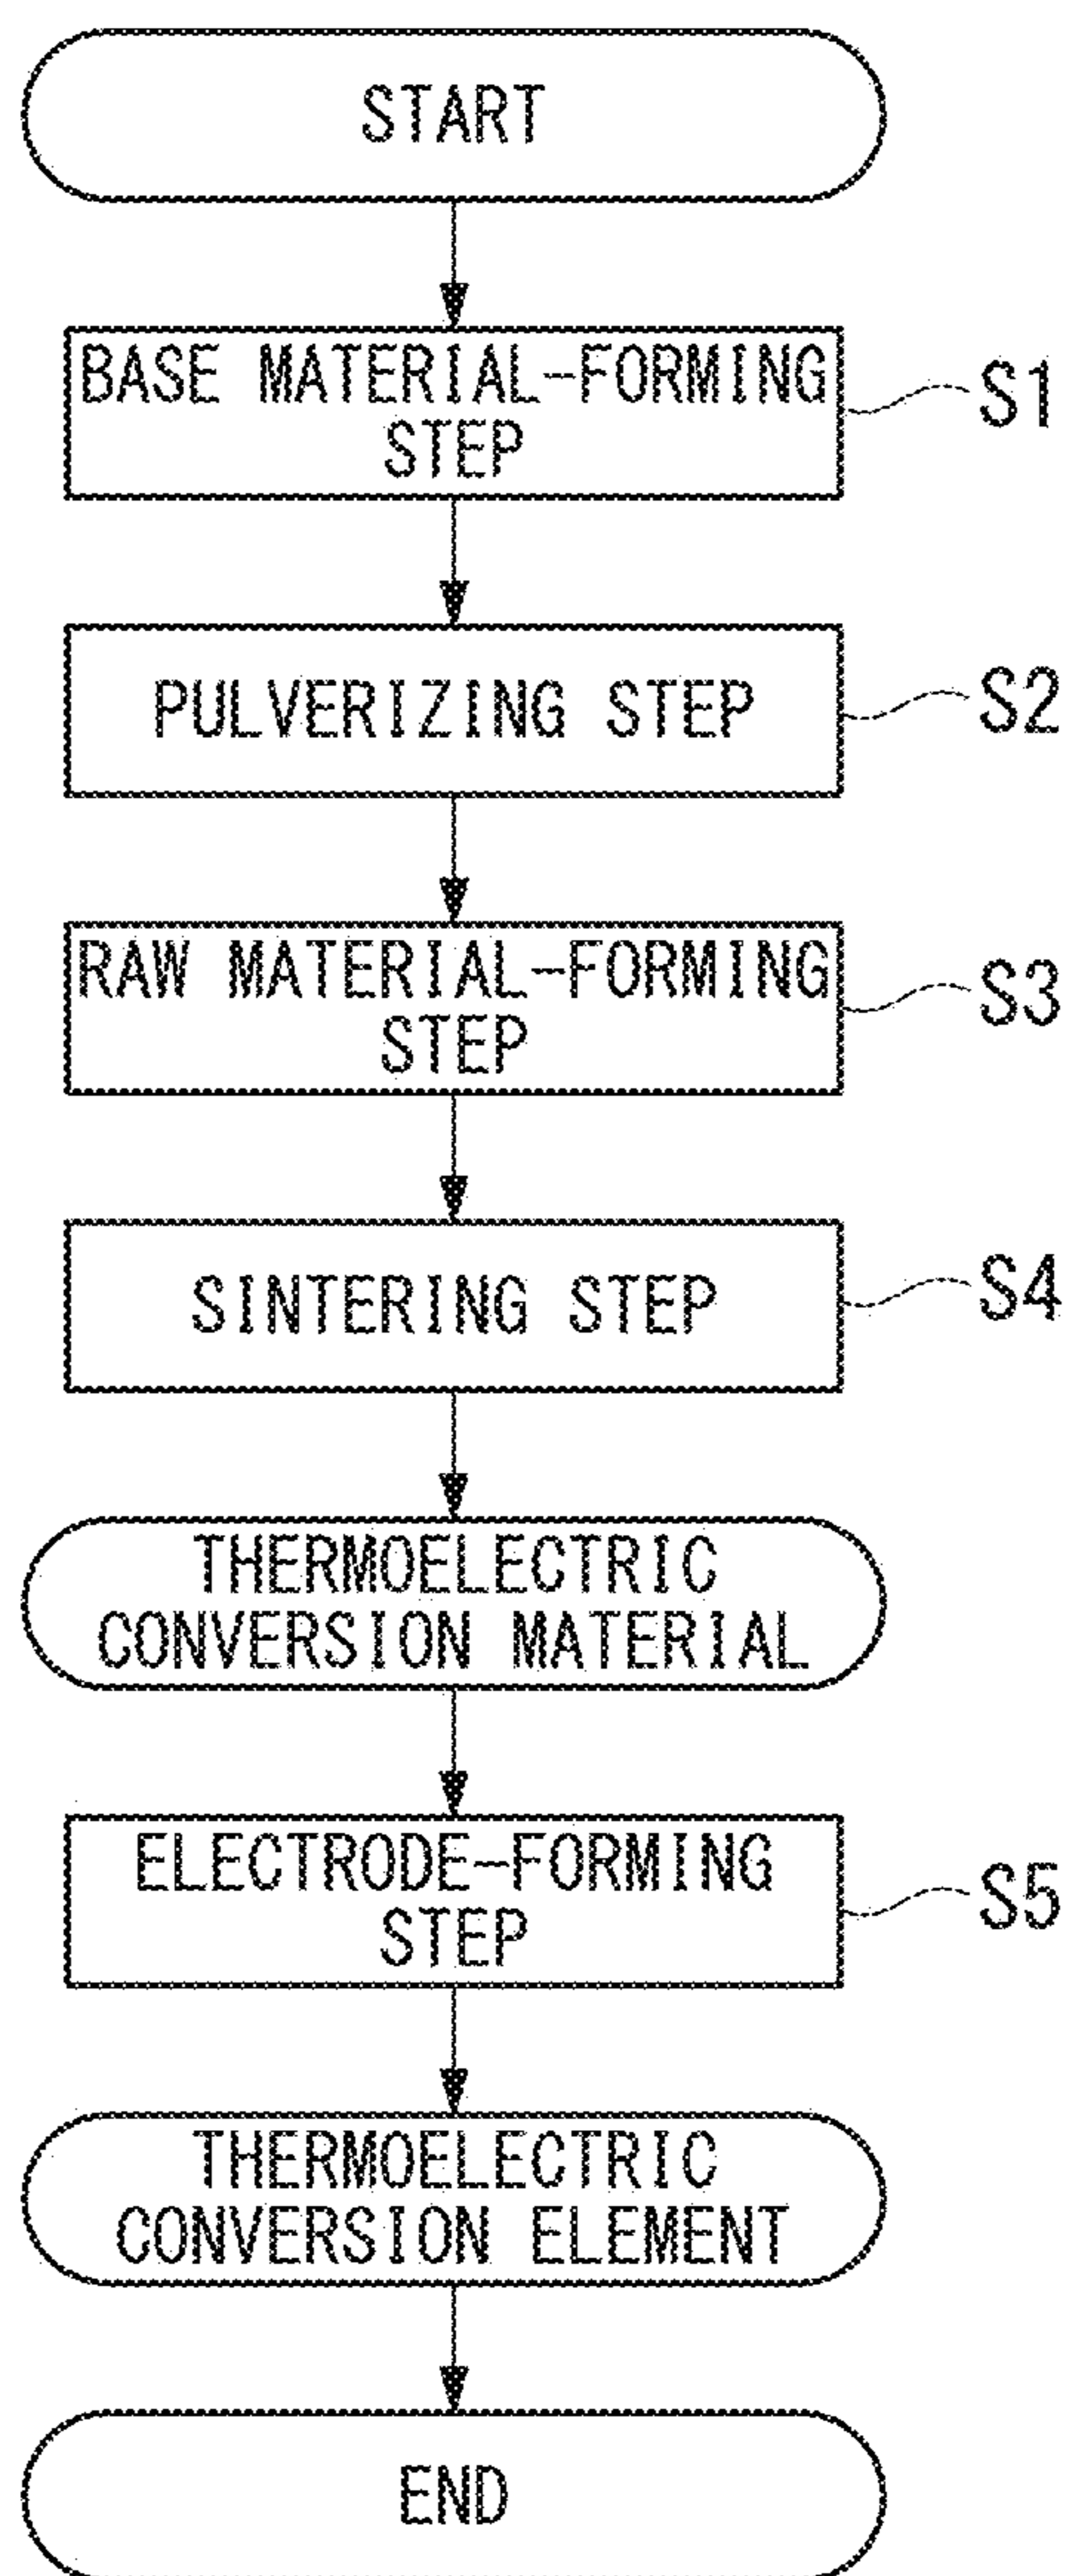 START
BASE MATERIAL-FORMING
STEP
S1
PULVERIZING STEP
S2
RAW MATERIAL-FORMING
STEP
S3
SINTERING STEP
S4
THERMOELECTRIC
CONVERSION MATERIAL
ELECTRODE-FORMING
STEP
S5
THERMOELECTRIC
CONVERSION ELEMENT
END